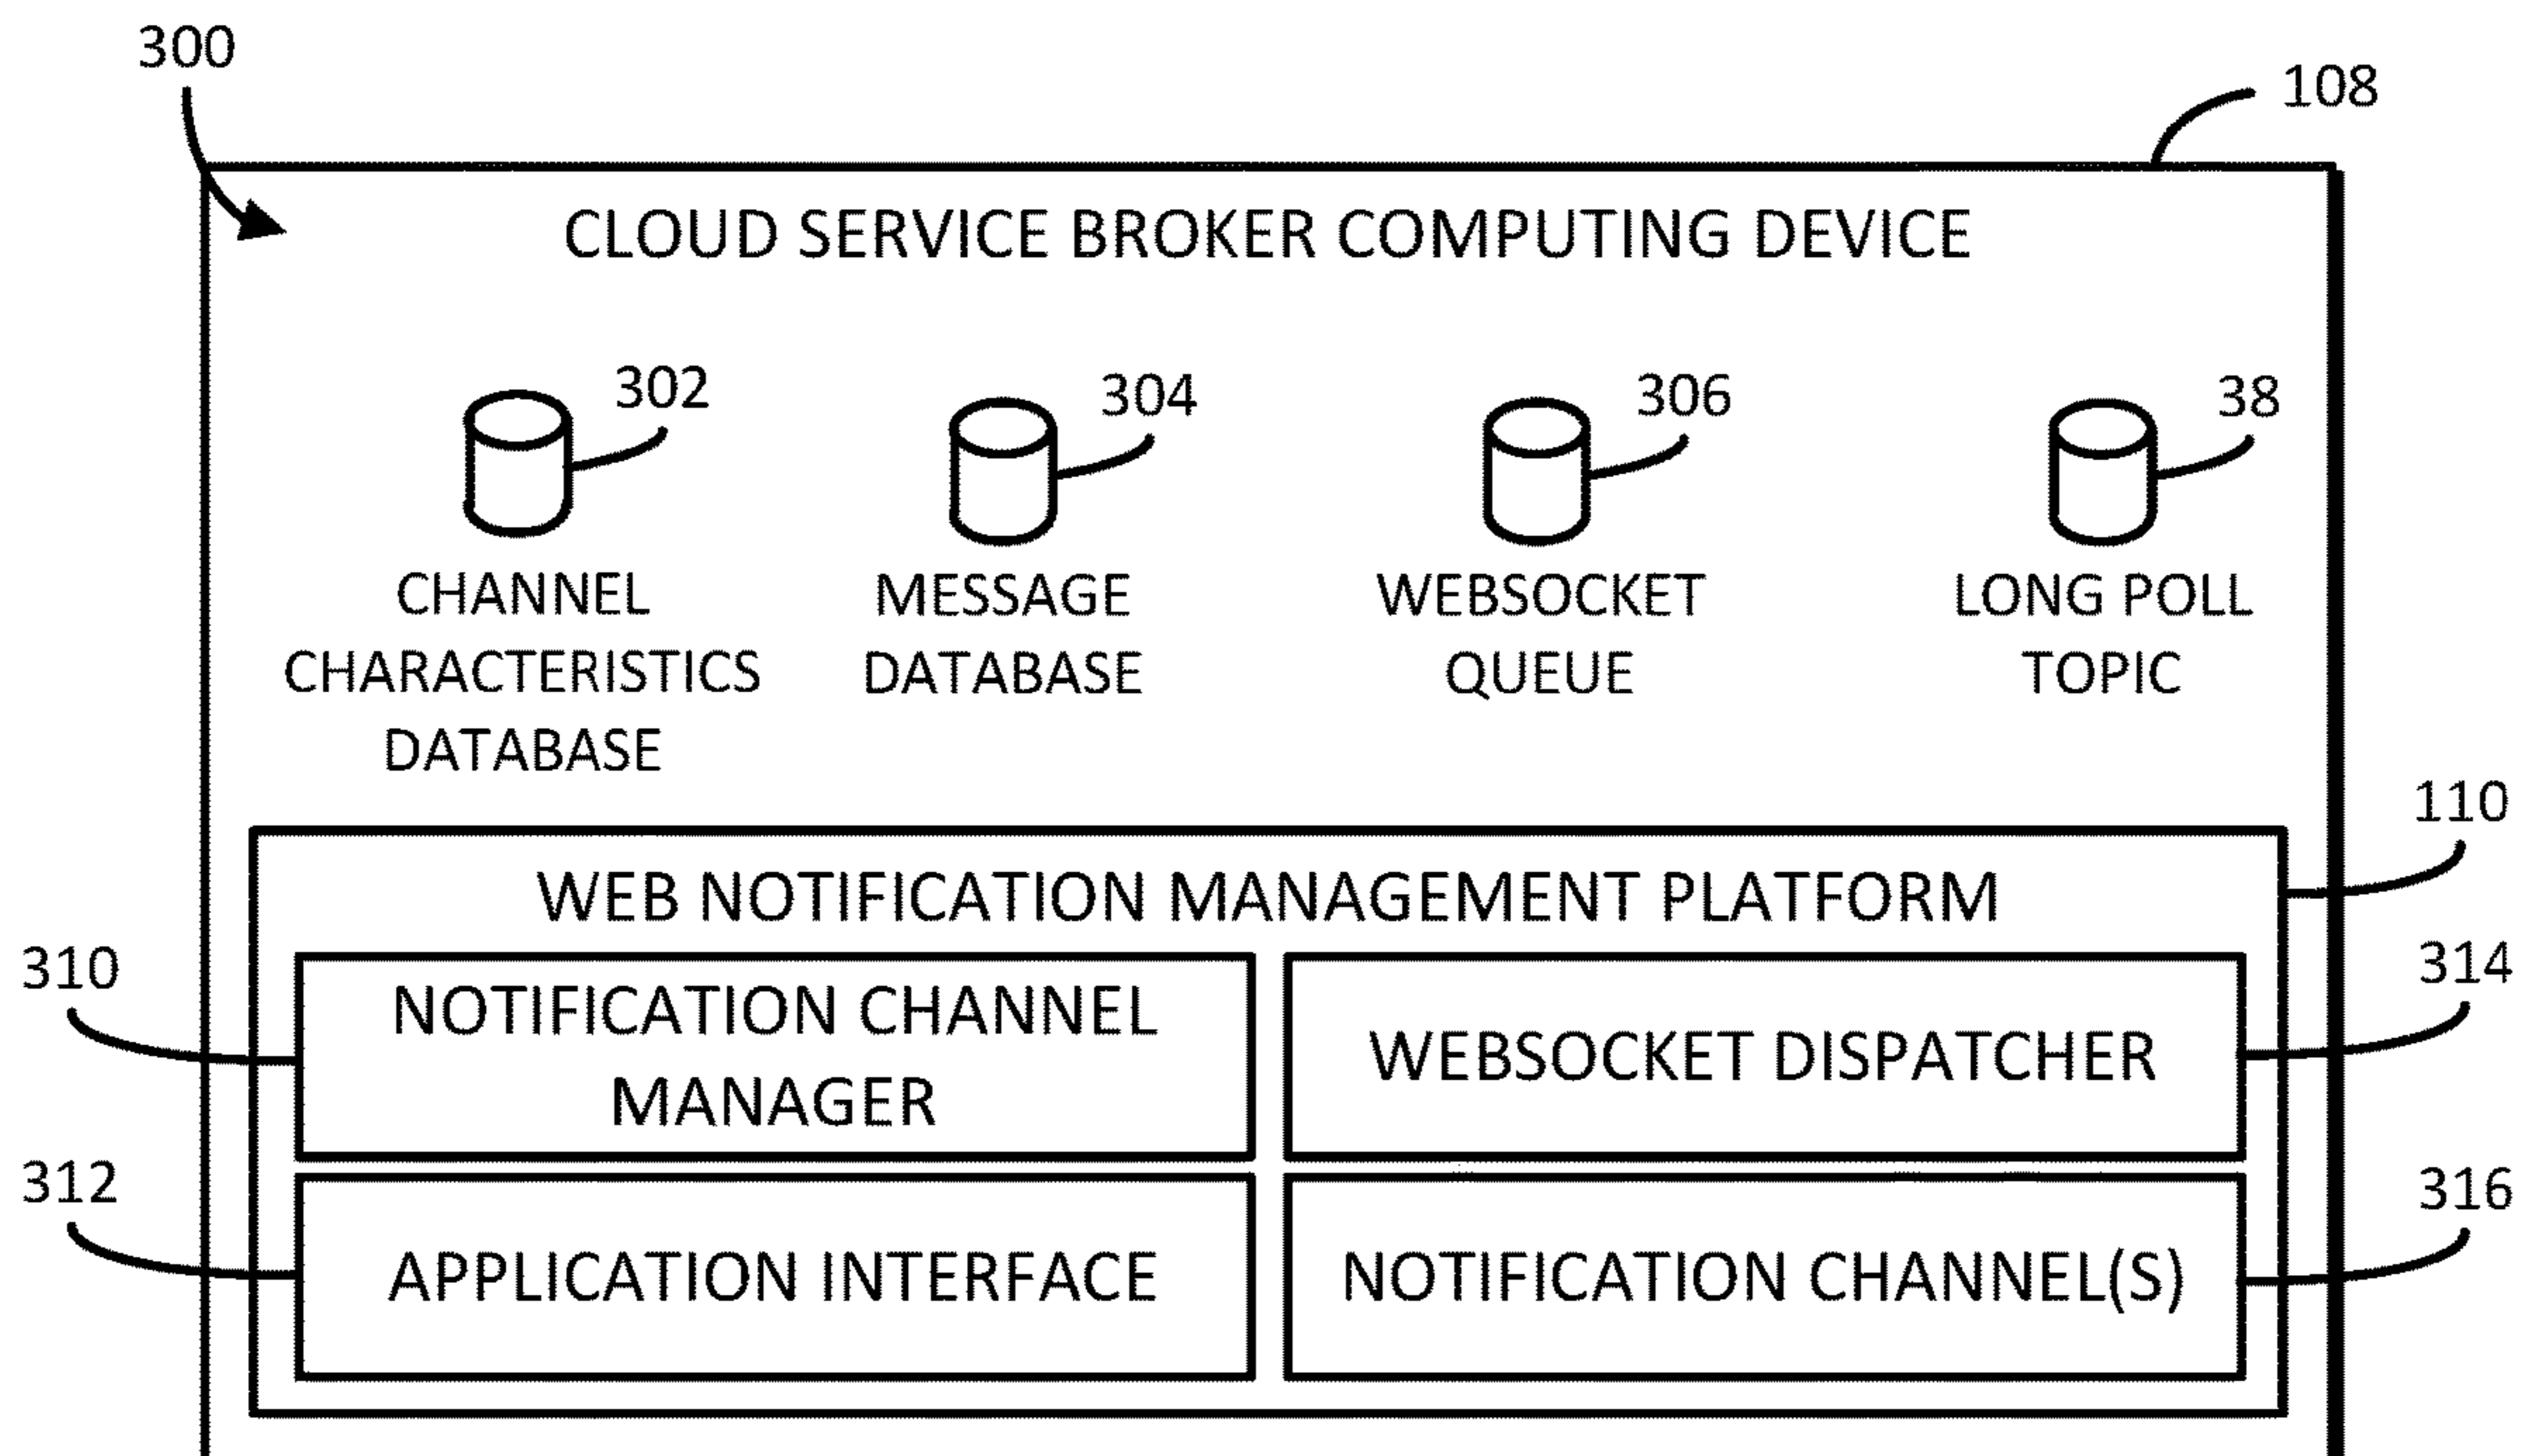 300
108
CLOUD SERVICE BROKER COMPUTING DEVICE
302
304
306
38
CHANNEL
CHARACTERISTICS
DATABASE
MESSAGE
DATABASE
WEBSOCKET
QUEUE
LONG POLL
TOPIC
110
WEB NOTIFICATION MANAGEMENT PLATFORM
310
NOTIFICATION CHANNEL
MANAGER
WEBSOCKET DISPATCHER
314
312
APPLICATION INTERFACE
NOTIFICATION CHANNEL(S)
316